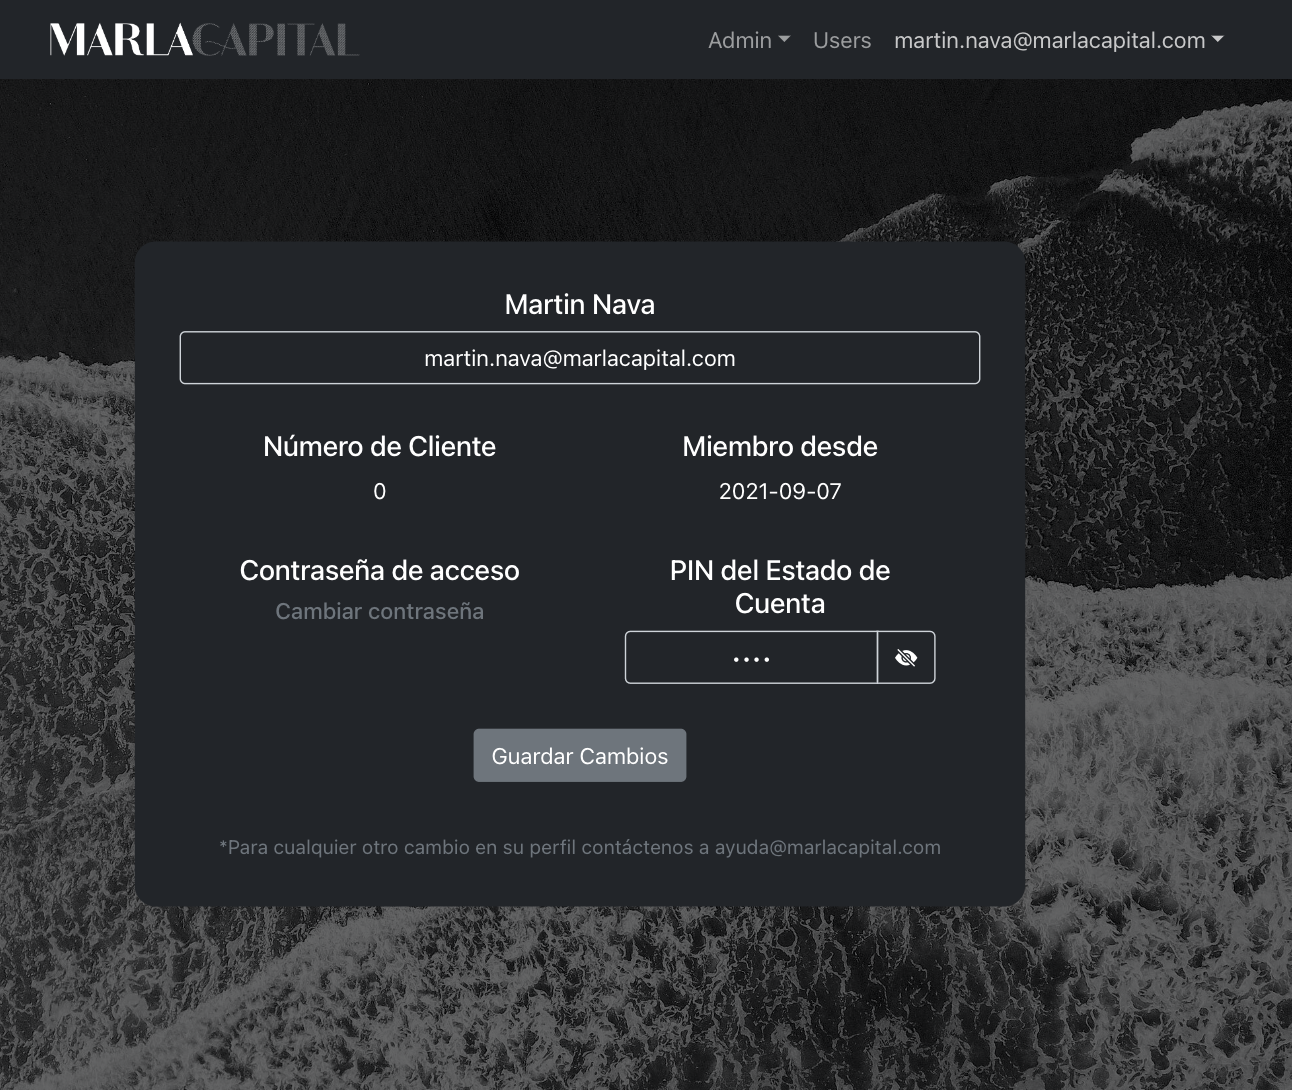 MARLACAPITAL
Admin Users martin.nava@marlacapital.com
Martin Nava
martin.nava@marlacapital.com
Número de Cliente Miembro desde
0 2021-09-07
Contraseña de acceso PIN del Estado de
Cambiar contraseña Cuenta
••••
Guardar Cambios
*Para cualquier otro cambio en su perfil contáctenos a ayuda@marlacapital.com